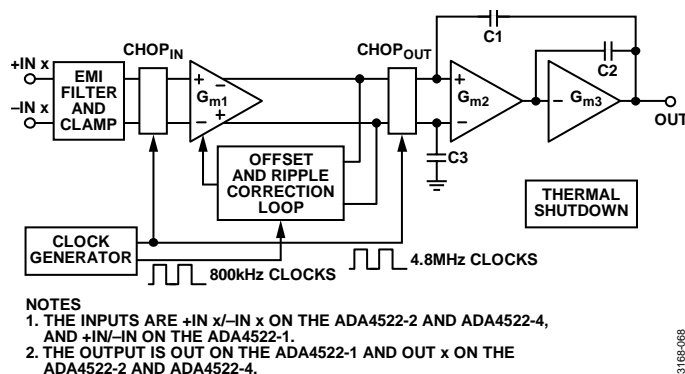 C1
CHOPIN
CHOPOUT
C2
+IN x
–IN x
EMI
FILTER
AND
CLAMP
+
–
Gm1
–
+
+
–
Gm2
–
Gm3
OUT
C3
OFFSET
AND RIPPLE
CORRECTION
LOOP
THERMAL
SHUTDOWN
CLOCK
GENERATOR
4.8MHz CLOCKS
800kHz CLOCKS
NOTES
1. THE INPUTS ARE +IN x/–IN x ON THE ADA4522-2 AND ADA4522-4,
AND +IN/–IN ON THE ADA4522-1.
2. THE OUTPUT IS OUT ON THE ADA4522-1 AND OUT x ON THE
ADA4522-2 AND ADA4522-4.
3168-068